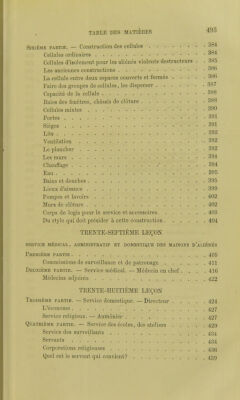 TABLE DES MATIÈRES 493
SIXIÈME PARTIE. — Construction des cellules 384
Cellules ordinaires 384
Cellules d'isolement pour les aliénés violents destructeurs 385
Les anciennes constructions 386
La cellule entre deux espaces couverts et fermés 386
Faire des groupes de cellules, les disposer 387
Capacité de la cellule 388
Baies des fenêtres, châssis de clôture 388
Cellules mixtes 390
Portes 391
Sièges 391
Lits 392
Ventilation 392
Le plancher 392
Les murs 394
Chauffage 394
Eau 395
Bains et douches 395
Lieux d'aisance 399
Pompes et lavoirs 402
Murs de clôture 402
Corps de logis pour le service et accessoires 403
Du style qui doit présider à cette construction 404
TRENTE-SEPTIÈME LEÇON
SERVICE MÉDICAL, ADMINISTRATIF ET DOMESTIQUE DES MAISONS D'ALIÉNÉS
PREMIÈRE PARTIE 405
Commissions de surveillance et de patronage 411
DEUXIÈME PARTIE. — Service médical. — Médecin en chef 416
Médecins adjoints 422
TRENTE-HUITIÈME LEÇON
TROISIÈME PARTIE. — Service domestique. — Directeur 424
L'économe 427
Service religieux. — Aumônier 427
QUATRIÈME PARTIE. — Service des écoles, des ateliers 429
Service des surveillants 434
Servants 434
Corporations religieuses 436
Quel est le servant qui convient? 439